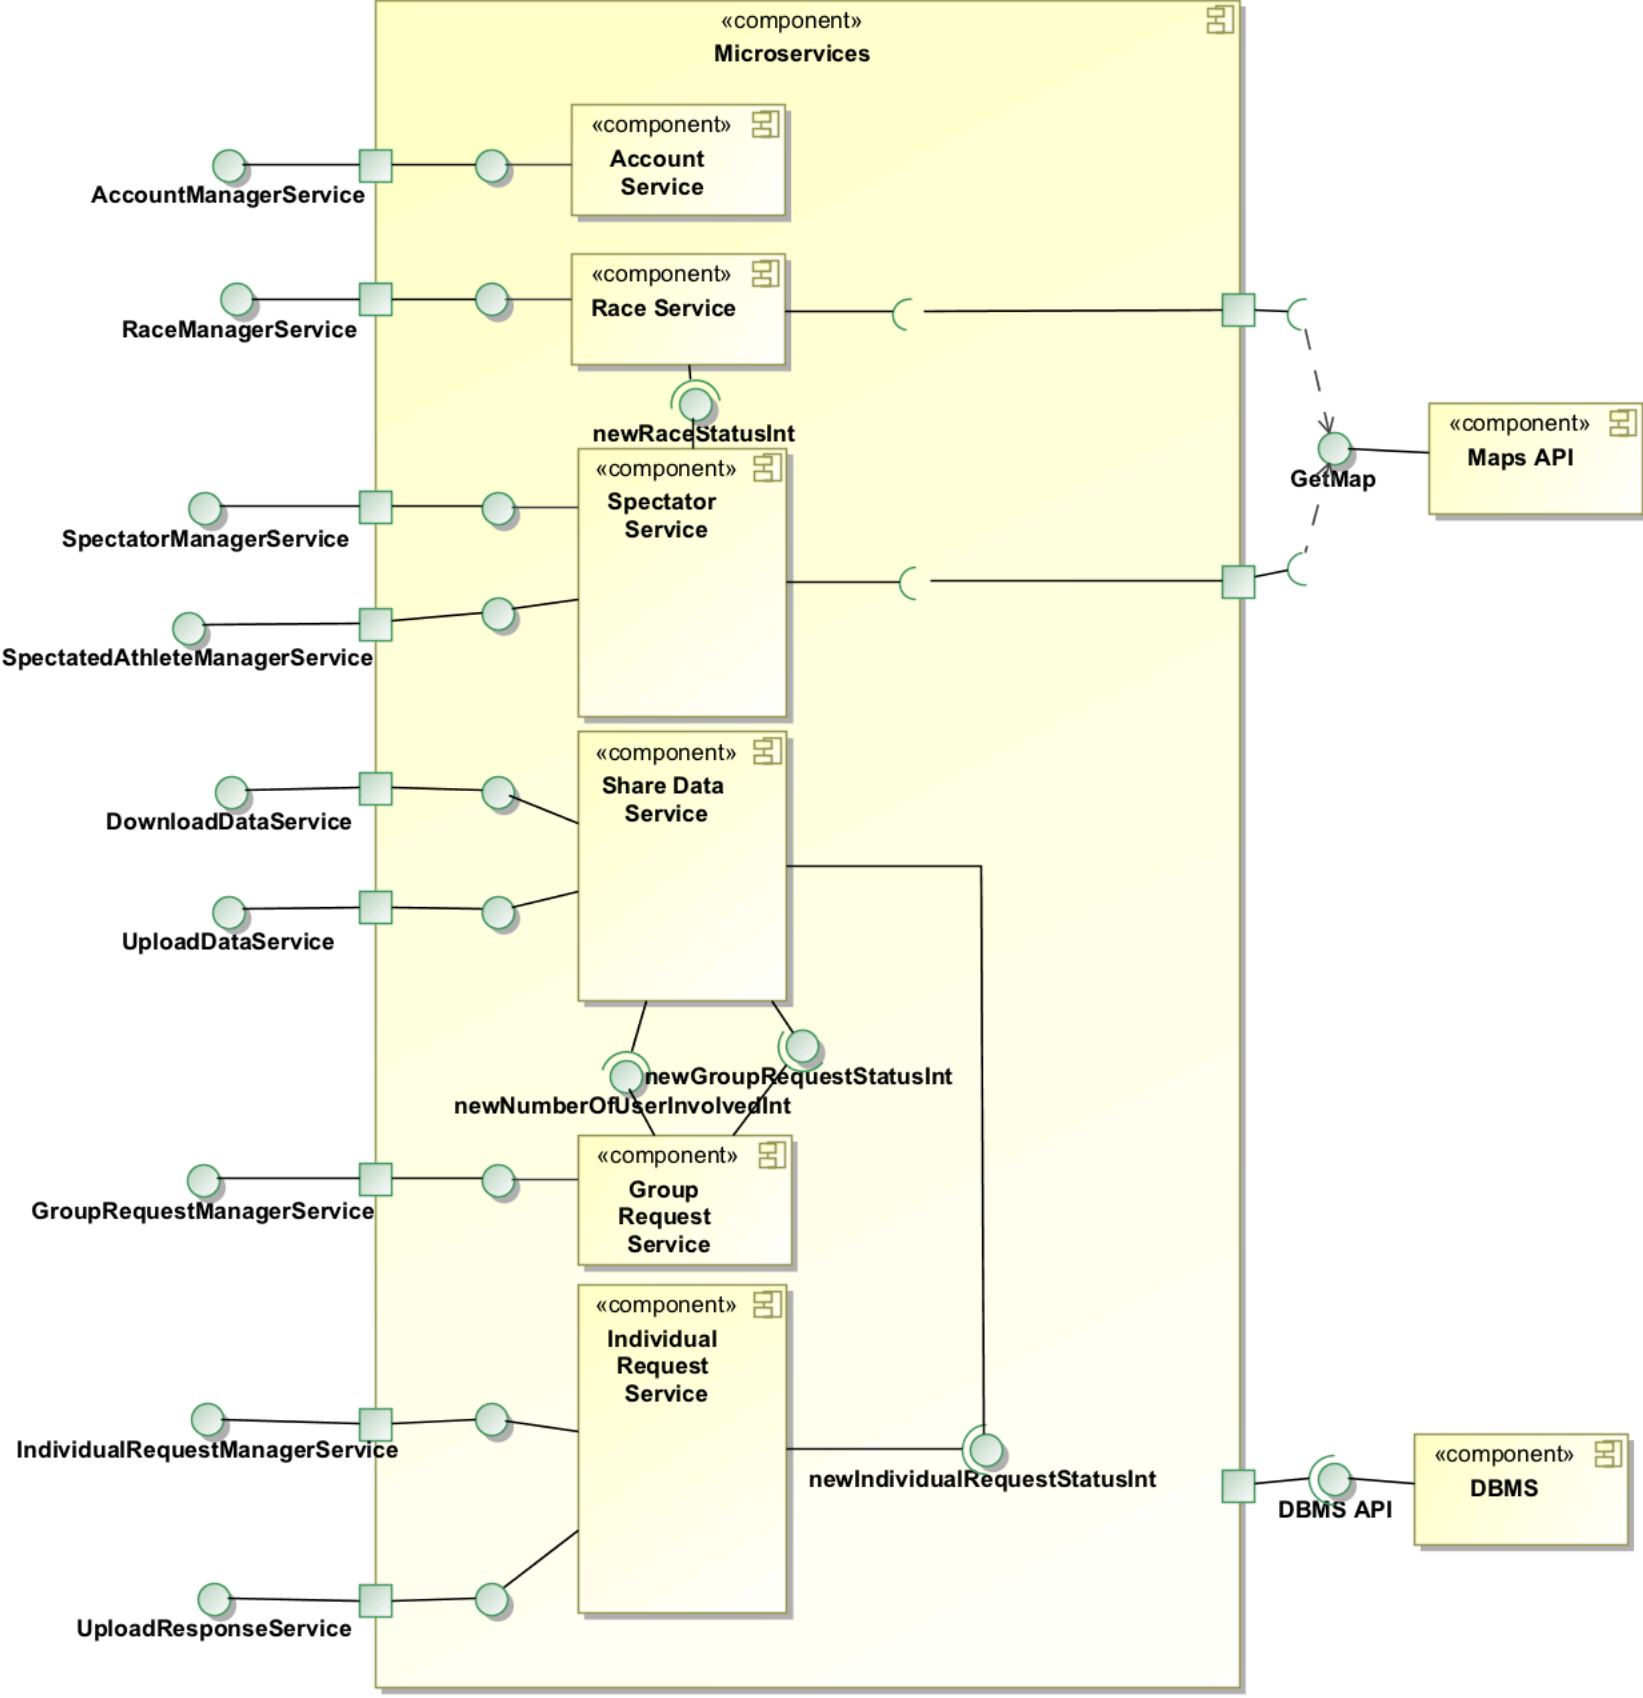 «component»
Microservices
«component»
Account
Service
AccountManagerService
«component»
Race Service
RaceManagerService
newRaceStatusInt
«component»
Maps API
GetMap
«component»
Spectator
Service
SpectatorManagerService
SpectatedAthleteManagerService
«component»
Share Data
Service
DownloadDataService
UploadDataService
newGroupRequestStatusInt
newNumberOfUserInvolvedInt
«component»
Group
Request
Service
GroupRequestManagerService
«component»
Individual
Request
Service
IndividualRequestManagerService
newIndividualRequestStatusInt
«component»
DBMS
DBMS API
UploadResponseService